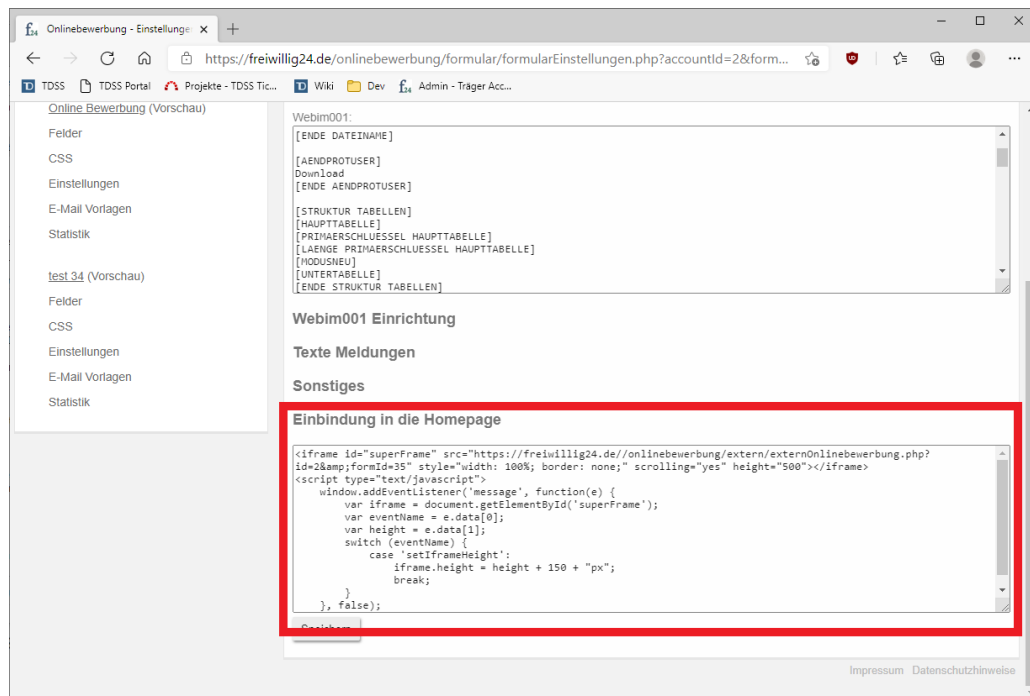 Onlinebewerbung - Einstellunge
https://freiwillig24.de/onlinebewerbung/formular/formularEinstellungen.php?accountId=2&form...
TDSS
TDSS Portal
Projekte - TDSS Tic...
Wiki
Dev
Admin - Träger Acc...
Online Bewerbung (Vorschau)
Felder
CSS
Einstellungen
E-Mail Vorlagen
Statistik
test 34 (Vorschau)
Felder
CSS
Einstellungen
E-Mail Vorlagen
Statistik
Webim001:
[ENDE DATEINAME]
[AENDPROTUSER]
Download
[ENDE AENDPROTUSER]
[STRUKTUR TABELLEN]
[HAUPTTABELLE]
[PRIMAERSCHLUESSEL HAUPTTABELLE]
[LAENGE PRIMAERSCHLUESSEL HAUPTTABELLE]
[MODUSNEU]
[UNTERTABELLE]
[ENDE STRUKTUR TABELLEN]
Webim001 Einrichtung
Texte Meldungen
Sonstiges
Einbindung in die Homepage
<iframe id="superFrame" src="https://freiwillig24.de//onlinebewerbung/extern/externOnlinebewerbung.php?
id=2&amp;formId=35" style="width: 100%; border: none;" scrolling="yes" height="500"></iframe>
<script type="text/javascript">
window.addEventListener('message', function(e) {
var iframe = document.getElementById('superFrame');
var eventName = e.data[0];
var height = e.data[1];
switch (eventName) {
case 'setIframeHeight':
iframe.height = height + 150 + "px";
break;
}
}, false);
Impressum Datenschutzhinweise